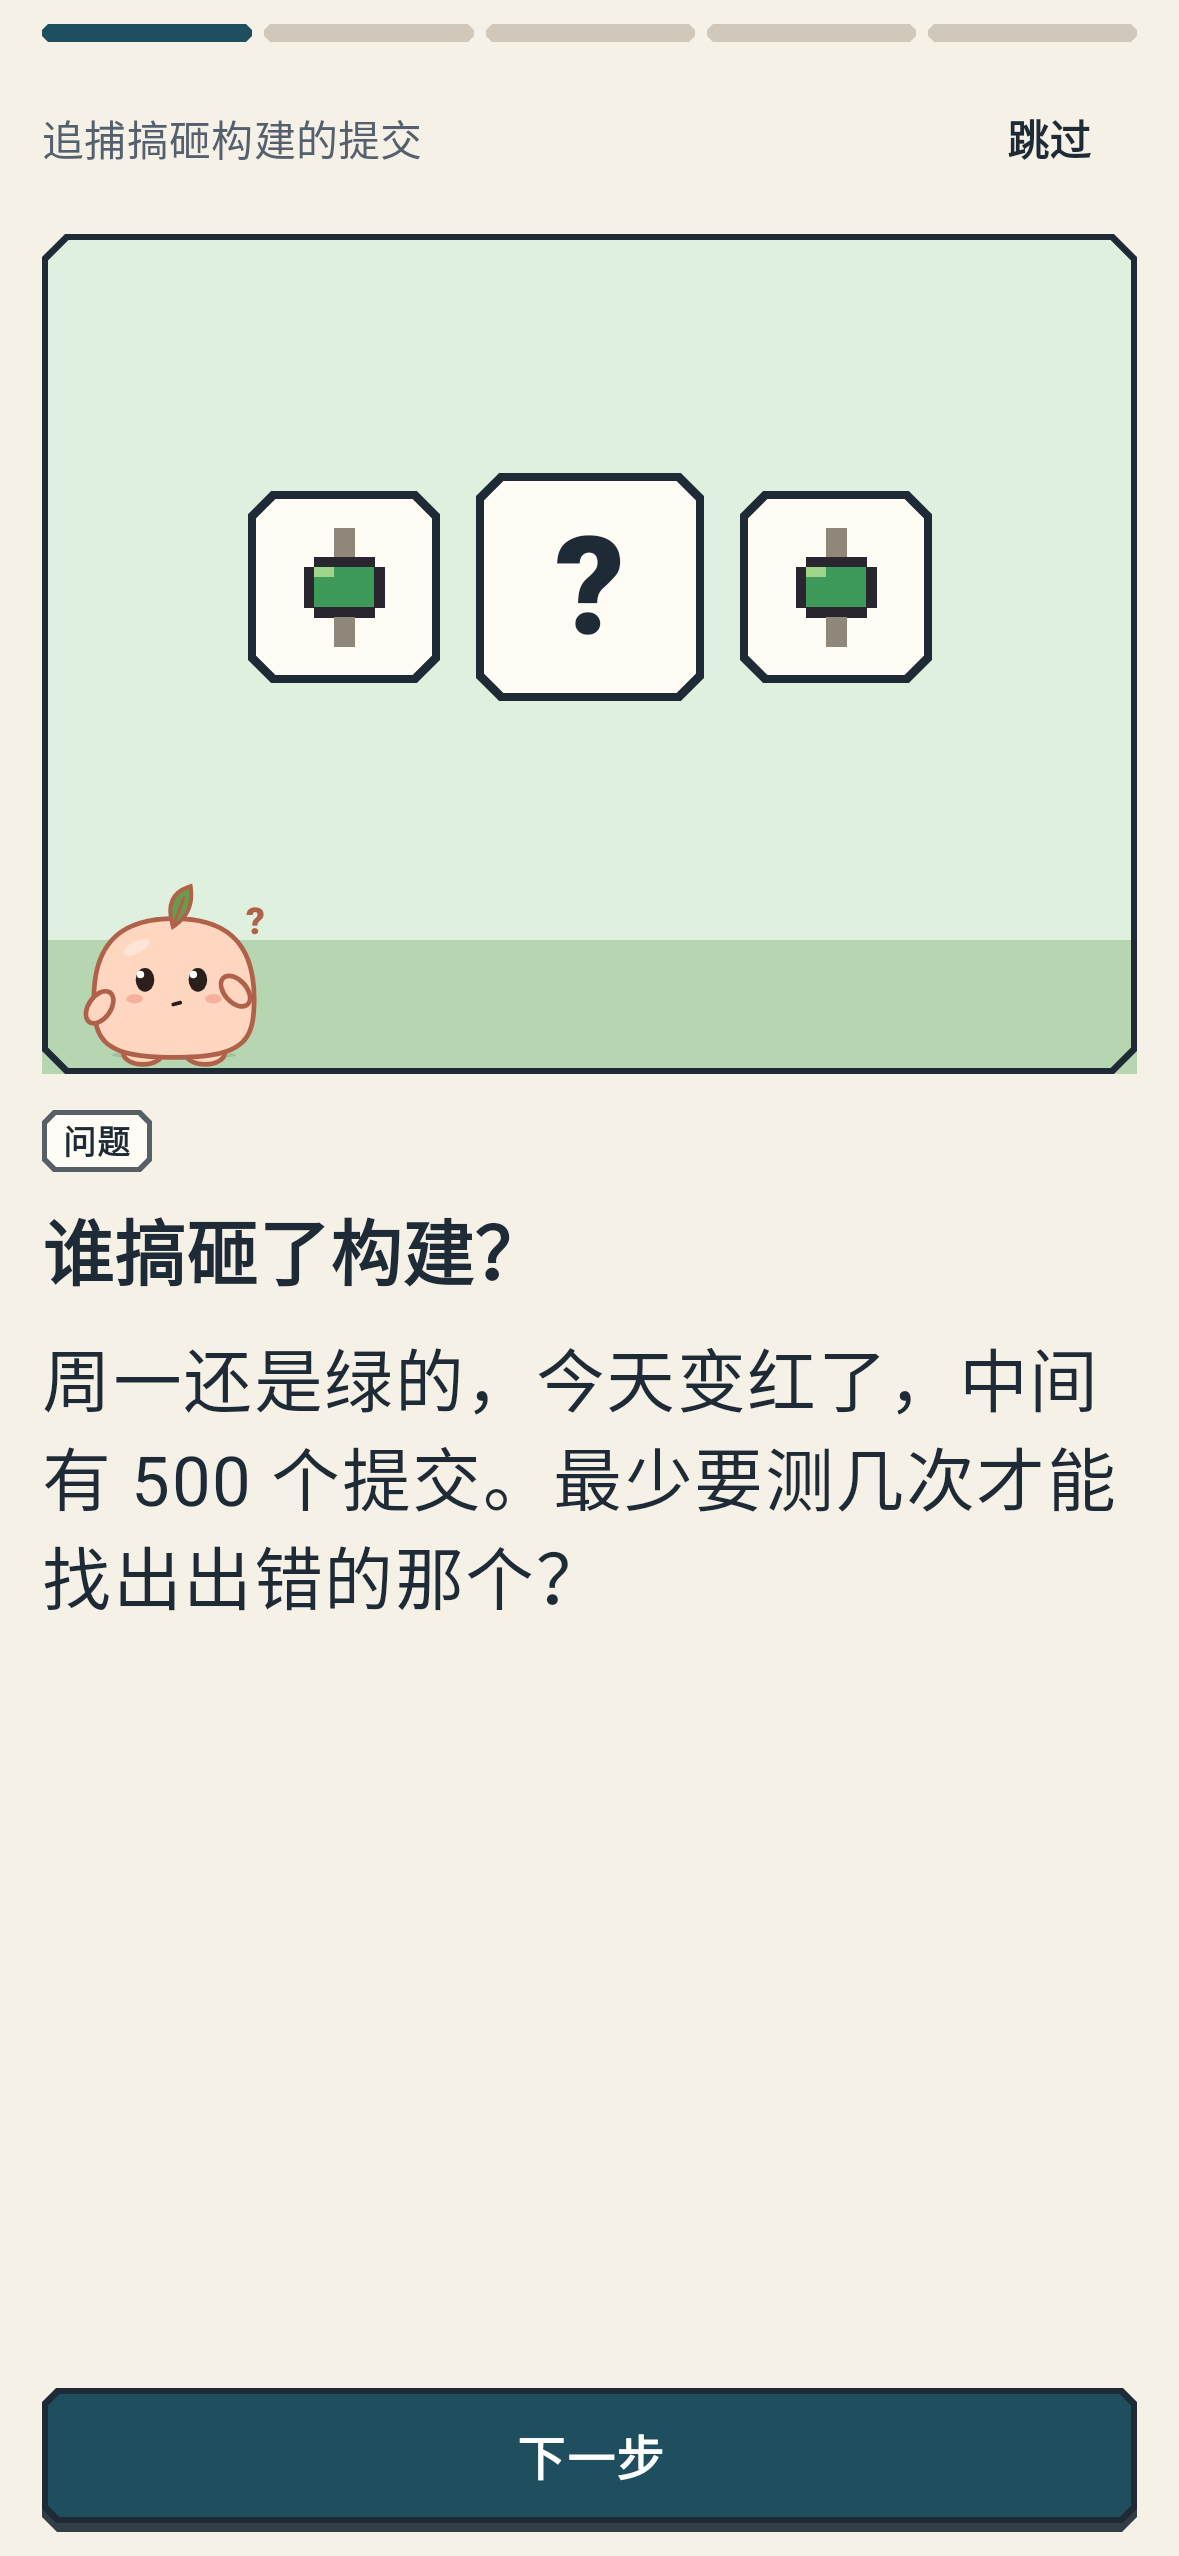 追捕搞砸构建的提交
跳过
?
?
问题
谁搞砸了构建?
周一还是绿的，今天变红了，中间
有 500 个提交。最少要测几次才能
找出出错的那个?
下一步